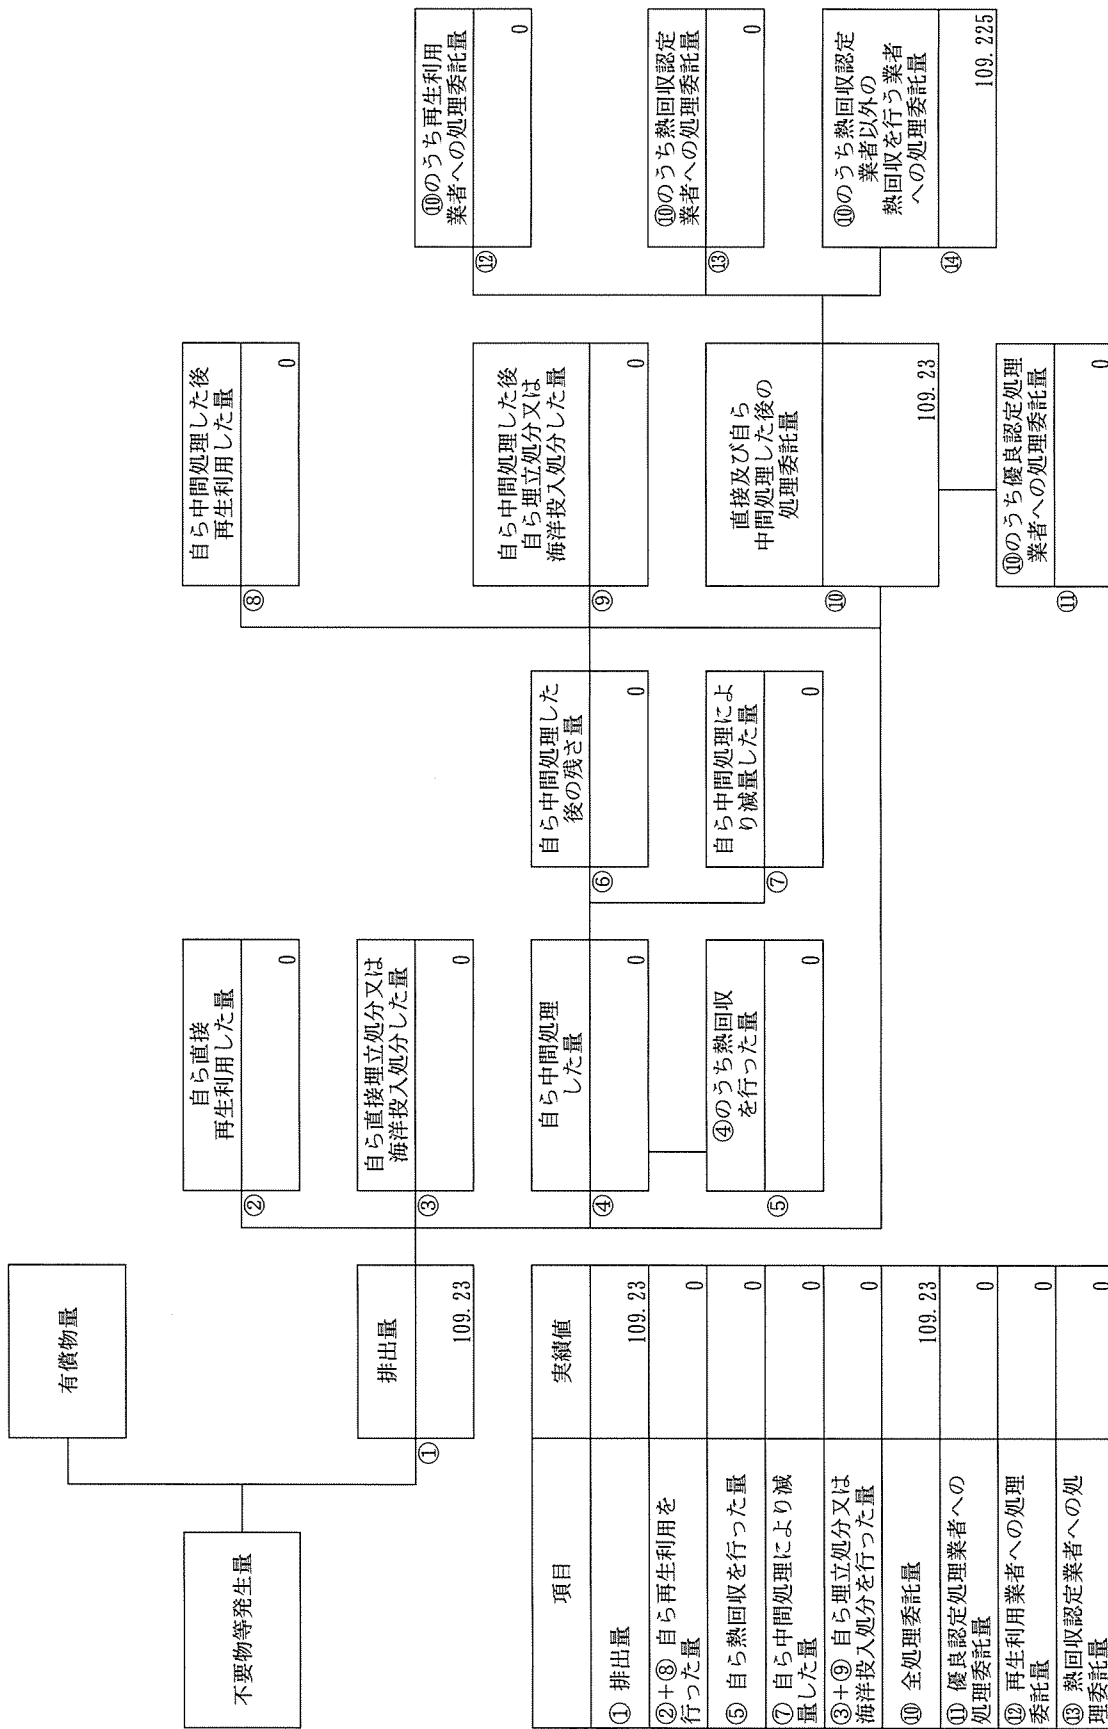 不要物等発生量
有償物量
排出量
①
109.23
自ら直接
再生利用した量
②
0
自ら直接埋立処分又は
海洋投入処分した量
③
0
自ら中間処理
した量
④
0
④のうち熱回収
を行った量
⑤
0
自ら中間処理した
後の残さ量
⑥
0
自ら中間処理によ
り減量した量
⑦
0
自ら中間処理した後
再生利用した量
⑧
0
自ら中間処理した後
自ら埋立処分又は
海洋投入処分した量
⑨
0
直接及び自ら
中間処理した後の
処理委託量
⑩
109.23
⑩のうち優良認定処理
業者への処理委託量
⑪
0
⑩のうち再生利用
業者への処理委託量
⑫
0
⑩のうち熱回収認定
業者への処理委託量
⑬
0
⑩のうち熱回収認定
業者以外の
熱回収を行う業者
への処理委託量
⑭
109.225
項目 実績値
① 排出量 109.23
②+⑧ 自ら再生利用を
行った量 0
⑤ 自ら熱回収を行った量 0
⑦ 自ら中間処理により減
量した量 0
③+⑨ 自ら埋立処分又は
海洋投入処分を行った量 0
⑩ 全処理委託量 109.23
⑪ 優良認定処理業者への
処理委託量 0
⑫ 再生利用業者への処理
委託量 0
⑬ 熱回収認定業者への処
理委託量 0